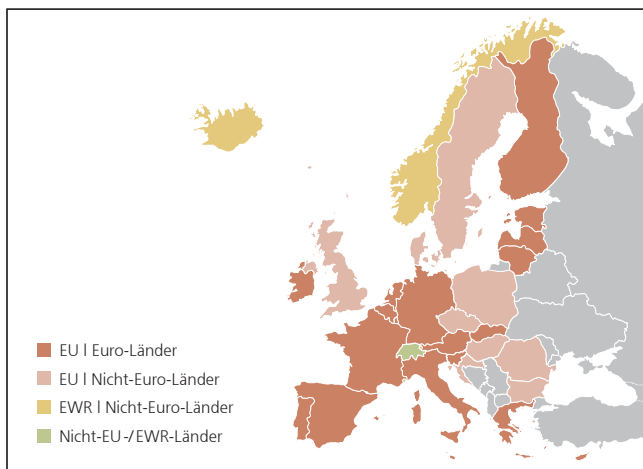 EU | Euro-Länder
EU | Nicht-Euro-Länder
EWR | Nicht-Euro-Länder
Nicht-EU-/EWR-Länder